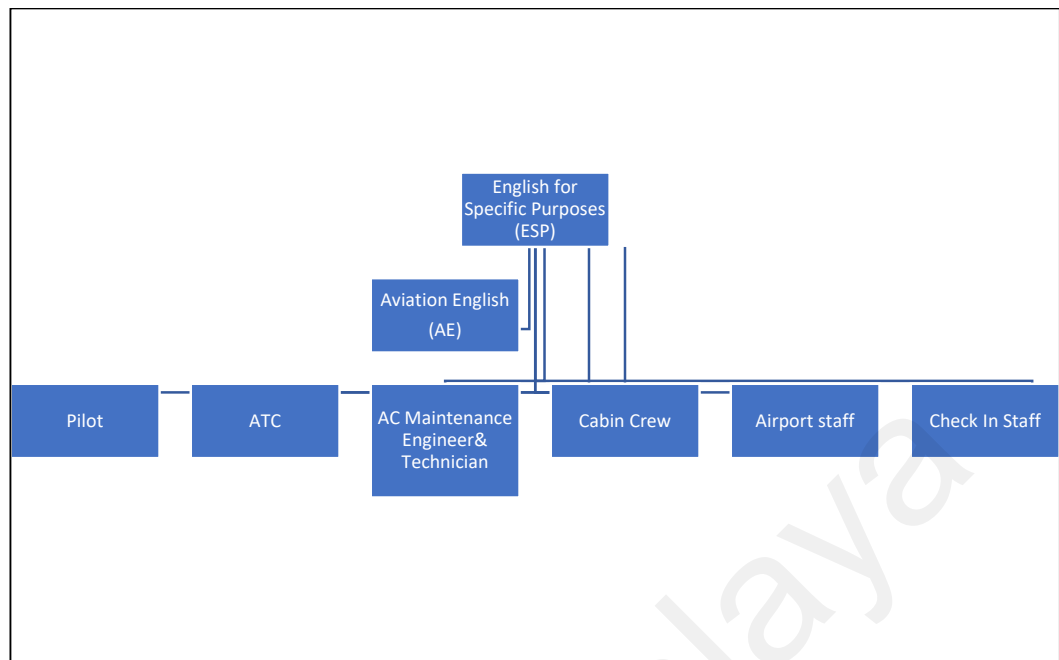 English for
Specific Purposes
(ESP)
Aviation English
(AE)
Pilot
ATC
AC Maintenance
Engineer&
Technician
Cabin Crew
Airport staff
Check In Staff
laya